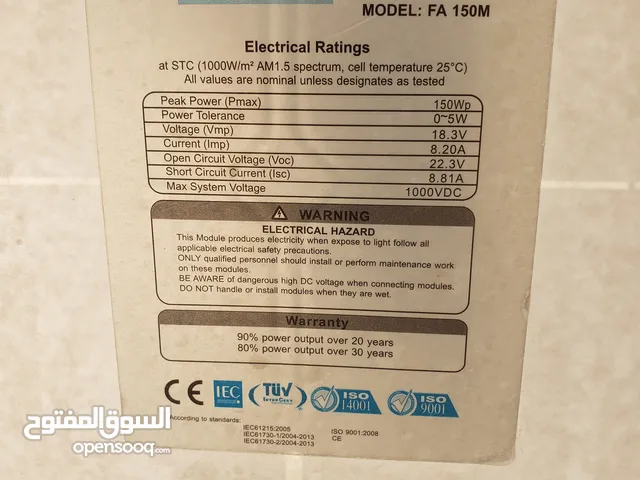 MODEL: FA 150M
Electrical Ratings
at STC (1000W/m² AM1.5 spectrum, cell temperature 25°C)
All values are nominal unless designates as tested
Peak Power (Pmax) 150Wp
Power Tolerance 0~5W
Voltage (Vmp) 18.3V
Current (Imp) 8.20A
Open Circuit Voltage (Voc) 22.3V
Short Circuit Current (Isc) 8.81A
Max System Voltage 1000VDC
WARNING
ELECTRICAL HAZARD
This Module produces electricity when expose to light follow all
applicable electrical safety precautions.
ONLY qualified personnel should install or perform maintenance work
on these modules.
BE AWARE of dangerous high DC voltage when connecting modules.
DO NOT handle or install modules when they are wet.
Warranty
90% power output over 20 years
80% power output over 30 years
CE IEC TÜV InterCert ISO 14001 ISO 9001
According to standards:
IEC61215:2005 ISO 9001:2008
IEC61730-1/2004-2013 CE
IEC61730-2/2004-2013
السوق المفتوح
opensooq.com